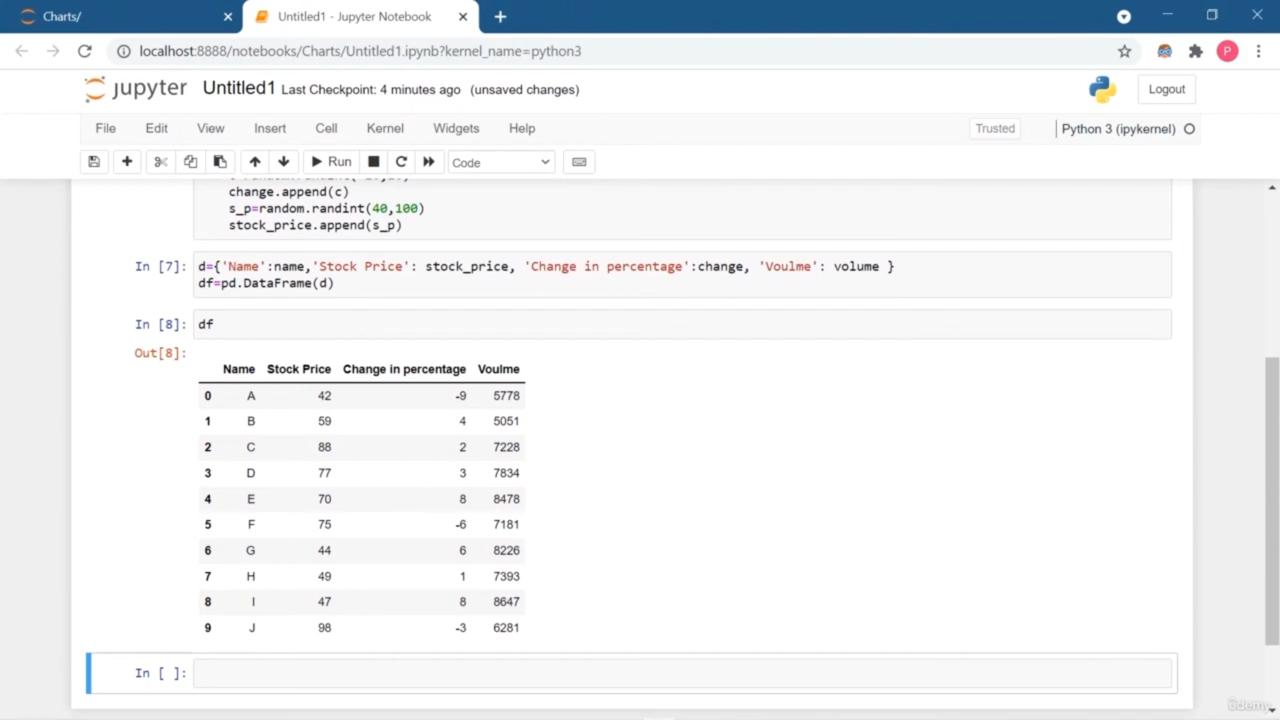 Charts/
Untitled1 - Jupyter Notebook
localhost:8888/notebooks/Charts/Untitled1.ipynb?kernel_name=python3
P
jupyter Untitled1 Last Checkpoint: 4 minutes ago (unsaved changes)
Logout
File Edit View Insert Cell Kernel Widgets Help
Trusted
Python 3 (ipykernel)
Run
Code
change.append(c)
s_p=random.randint(40,100)
stock_price.append(s_p)
In [7]: d={'Name':name,'Stock Price': stock_price, 'Change in percentage':change, 'Voulme': volume }
df=pd.DataFrame(d)
In [8]: df
Out[8]:
Name Stock Price Change in percentage Voulme
0 A 42 -9 5778
1 B 59 4 5051
2 C 88 2 7228
3 D 77 3 7834
4 E 70 8 8478
5 F 75 -6 7181
6 G 44 6 8226
7 H 49 1 7393
8 I 47 8 8647
9 J 98 -3 6281
In [ ]: